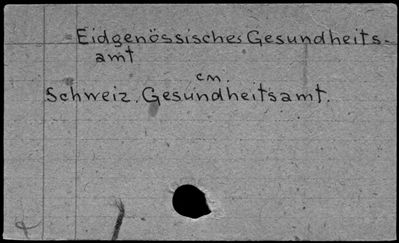 Eidgenössisches Gesundheits-
amt
cm.
Schweiz. Gesundheitsamt.